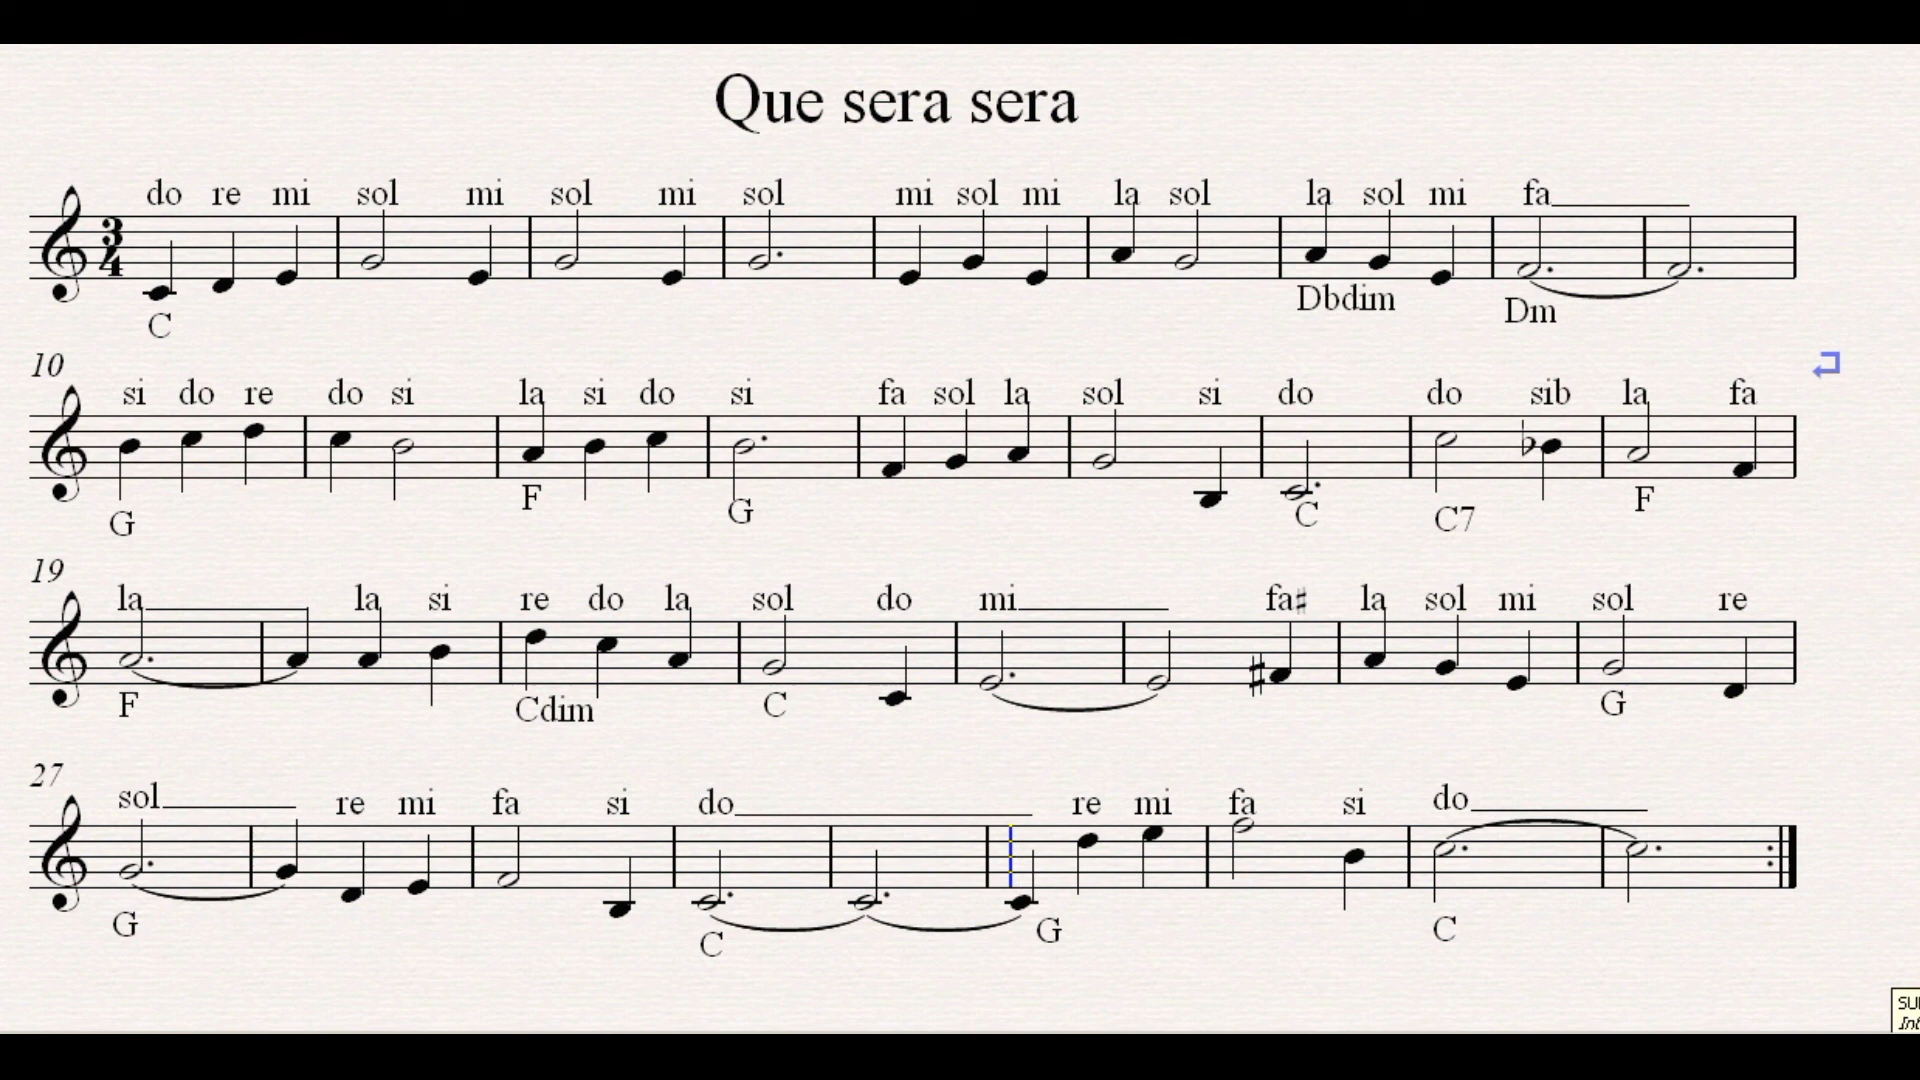 Que sera sera
do re mi sol mi sol mi sol mi sol mi la sol la sol mi fa
3
4
C Dbdim Dm
10
si do re do si la si do si fa sol la sol si do do sib la fa
G F G C C7 F
19
la la si re do la sol do mi fa♯ la sol mi sol re
F Cdim C G
27
sol re mi fa si do re mi fa si do
G C G C